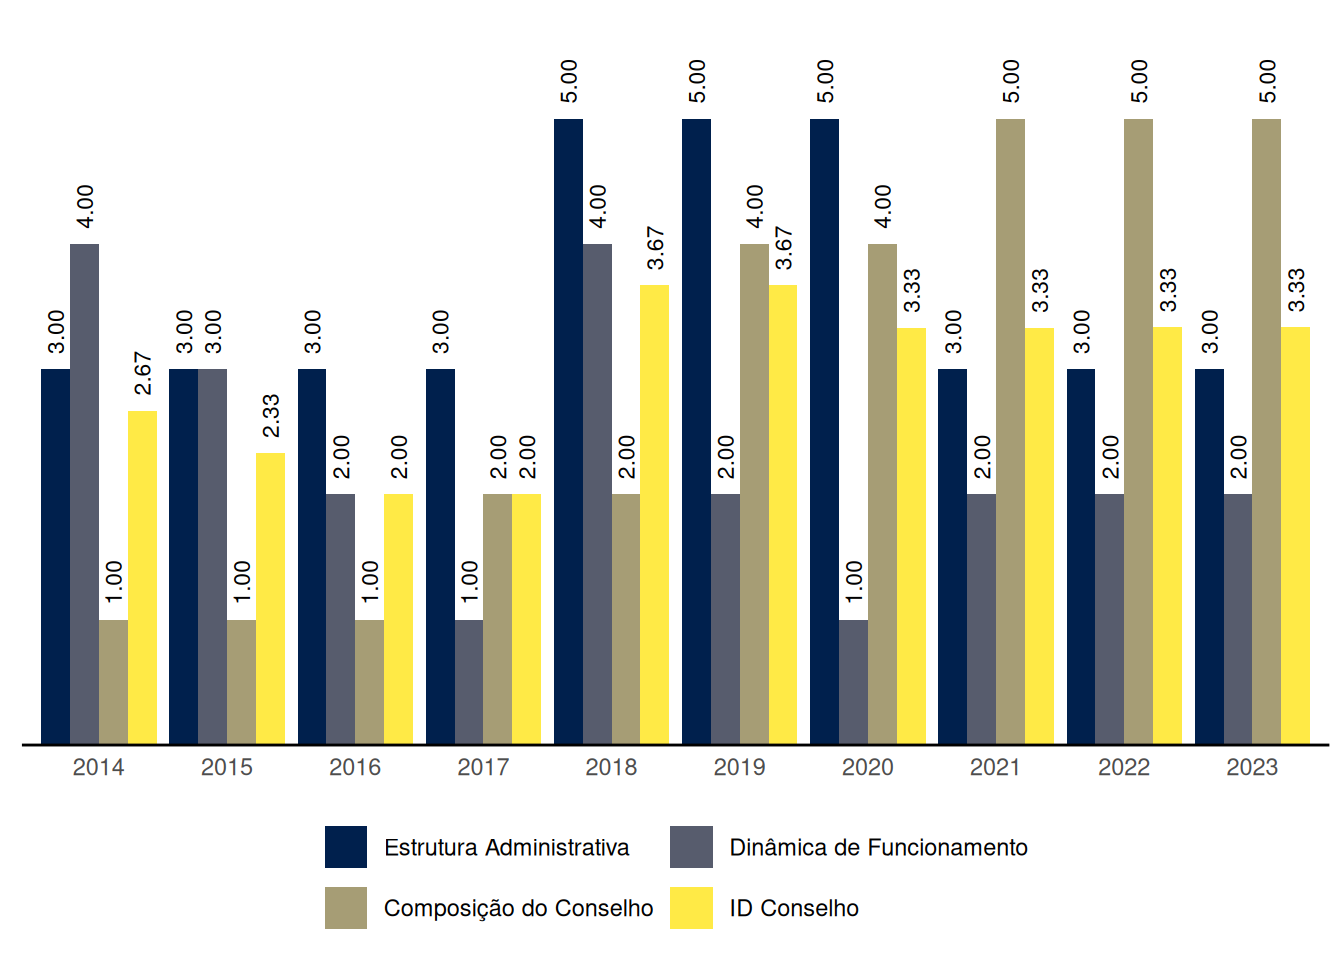 3.00 4.00 1.00 2.67 3.00 3.00 1.00 2.33 3.00 2.00 1.00 2.00 3.00 1.00 2.00 2.00 5.00 4.00 2.00 3.67 5.00 2.00 4.00 3.67 5.00 1.00 4.00 3.33 3.00 2.00 5.00 3.33 3.00 2.00 5.00 3.33 3.00 2.00 5.00 3.33
2014 2015 2016 2017 2018 2019 2020 2021 2022 2023
Estrutura Administrativa Dinâmica de Funcionamento
Composição do Conselho ID Conselho